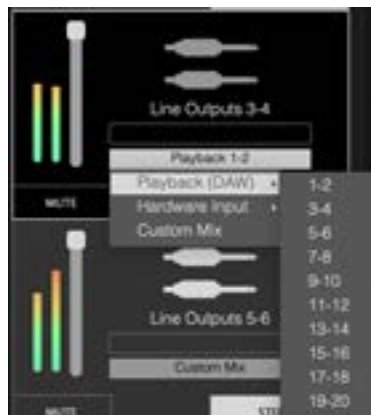 Line Outputs 3-4
Playback 1-2
MUTE
Playback (DAW)
Hardware Input
Custom Mix
1-2
3-4
5-6
7-8
9-10
11-12
13-14
15-16
17-18
19-20
Line Outputs 5-6
Custom Mix
MUTE